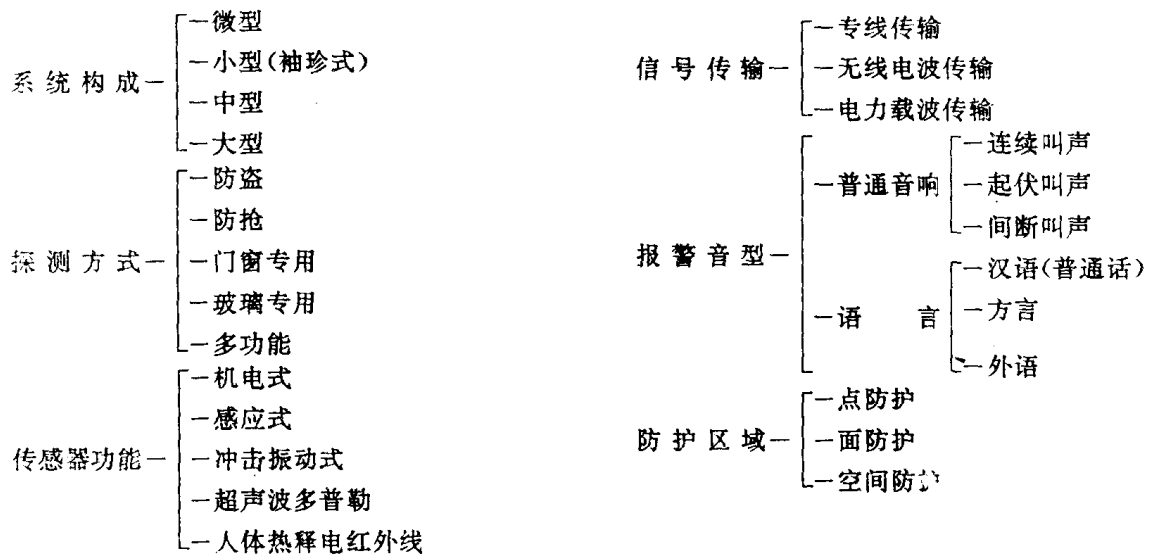 系统构成
微型
小型(袖珍式)
中型
大型
探测方式
防盗
防抢
门窗专用
玻璃专用
多功能
传感器功能
机电式
感应式
冲击振动式
超声波多普勒
人体热释电红外线
信号传输
专线传输
无线电波传输
电力载波传输
报警音型
普通音响
连续叫声
起伏叫声
间断叫声
语言
汉语(普通话)
方言
外语
防护区域
点防护
面防护
空间防护